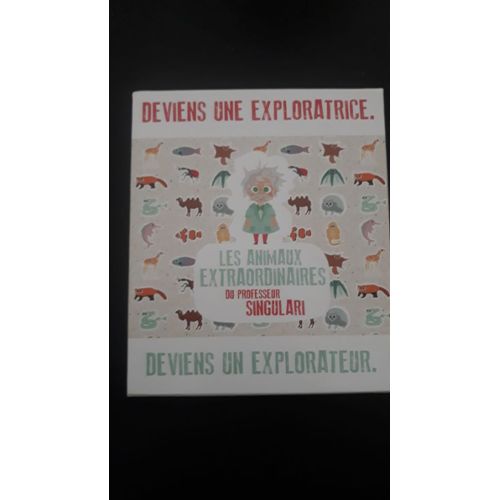 DEVIENS UNE EXPLORATRICE.
LES ANIMAUX
EXTRAORDINAIRES
DU PROFESSEUR
SINGULARI
DEVIENS UN EXPLORATEUR.